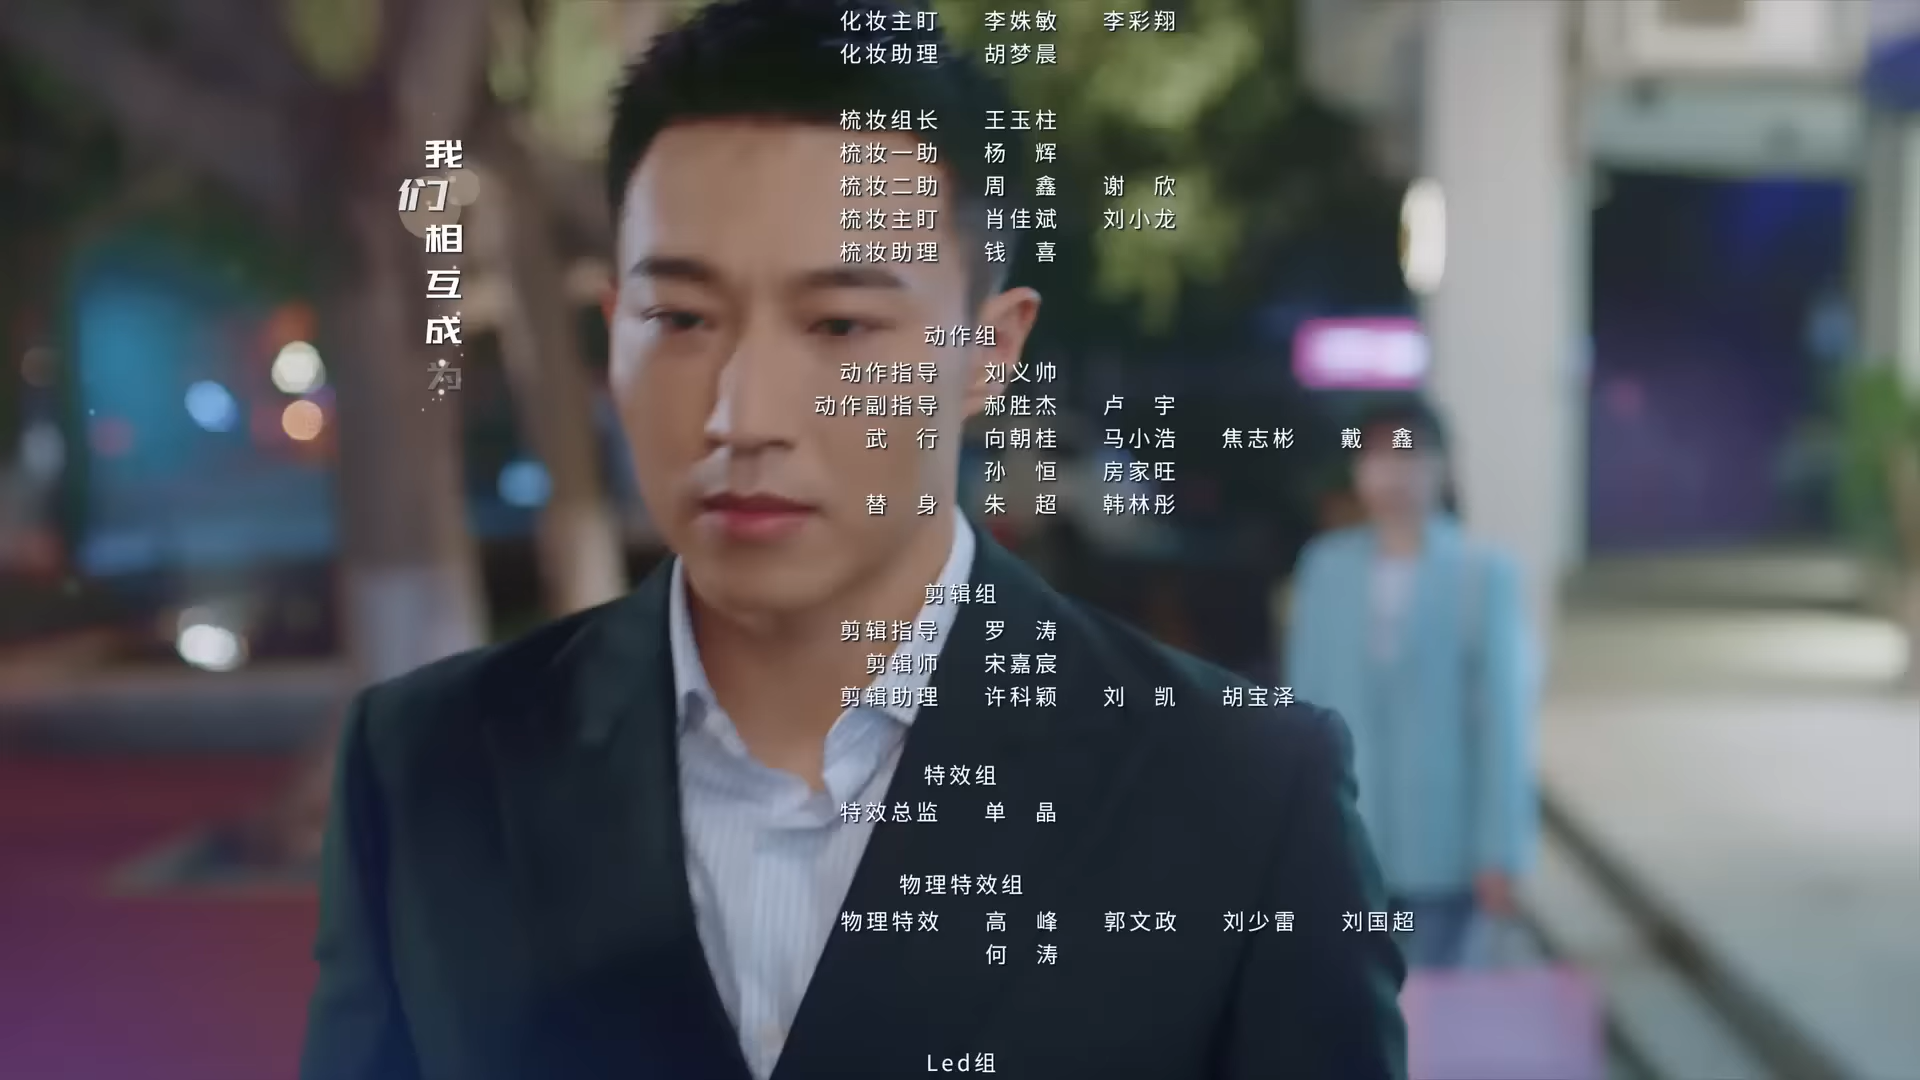 化妆主盯 李姝敏 李彩翔
化妆助理 胡梦晨
梳妆组长 王玉柱
梳妆一助 杨 辉
梳妆二助 周 鑫 谢 欣
梳妆主盯 肖佳斌 刘小龙
梳妆助理 钱 喜
动作组
动作指导 刘义帅
动作副指导 郝胜杰 卢 宇
武 行 向朝桂 马小浩 焦志彬 戴 鑫
孙 恒 房家旺
替 身 朱 超 韩林彤
剪辑组
剪辑指导 罗 涛
剪辑师 宋嘉宸
剪辑助理 许科颖 刘 凯 胡宝泽
特效组
特效总监 单 晶
物理特效组
物理特效 高 峰 郭文政 刘少雷 刘国超
何 涛
Led组
我们相互成为